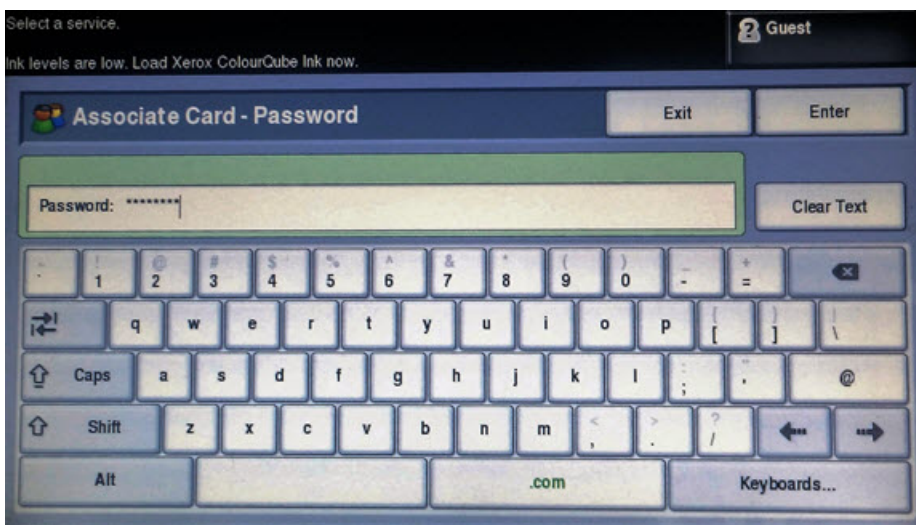 Select a service.
Guest
Ink levels are low. Load Xerox ColourQube Ink now.
Associate Card - Password
Exit
Enter
Password: ********
Clear Text
! @ # $ % ^ & * ( ) _ +
1 2 3 4 5 6 7 8 9 0 - =
q w e r t y u i o p { [ } ] | \
Caps a s d f g h j k l : ; " ' @
Shift z x c v b n m < , > . ? /
Alt .com Keyboards...